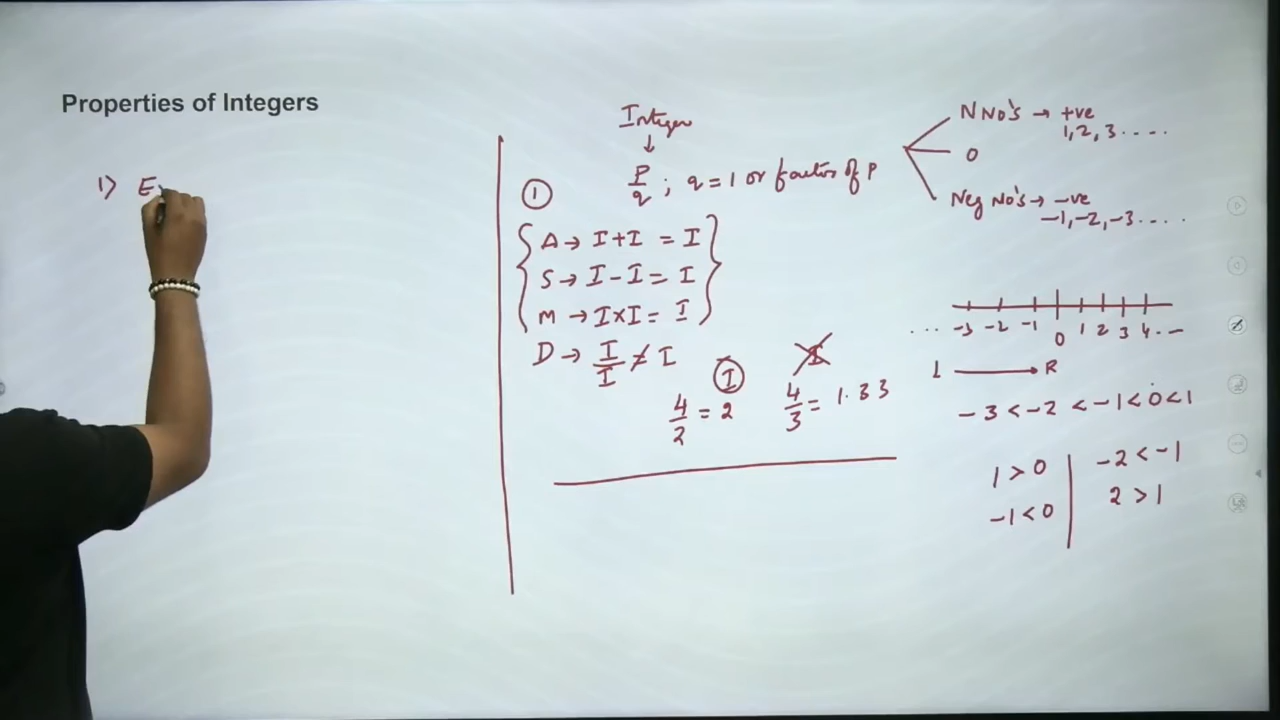 Properties of Integers
1) E
Integer
↓
P/q ; q = 1 or factor of P
N No's → +ve
1, 2, 3 ....
0
Neg No's → -ve
-1, -2, -3 .....
①
A → I + I = I
S → I - I = I
M → I × I = I
D → I/I ≠ I
I
4/2 = 2
I
4/3 = 1.33
... -3 -2 -1 0 1 2 3 4 ...
L → R
-3 < -2 < -1 < 0 < 1
1 > 0
-1 < 0
-2 < -1
2 > 1